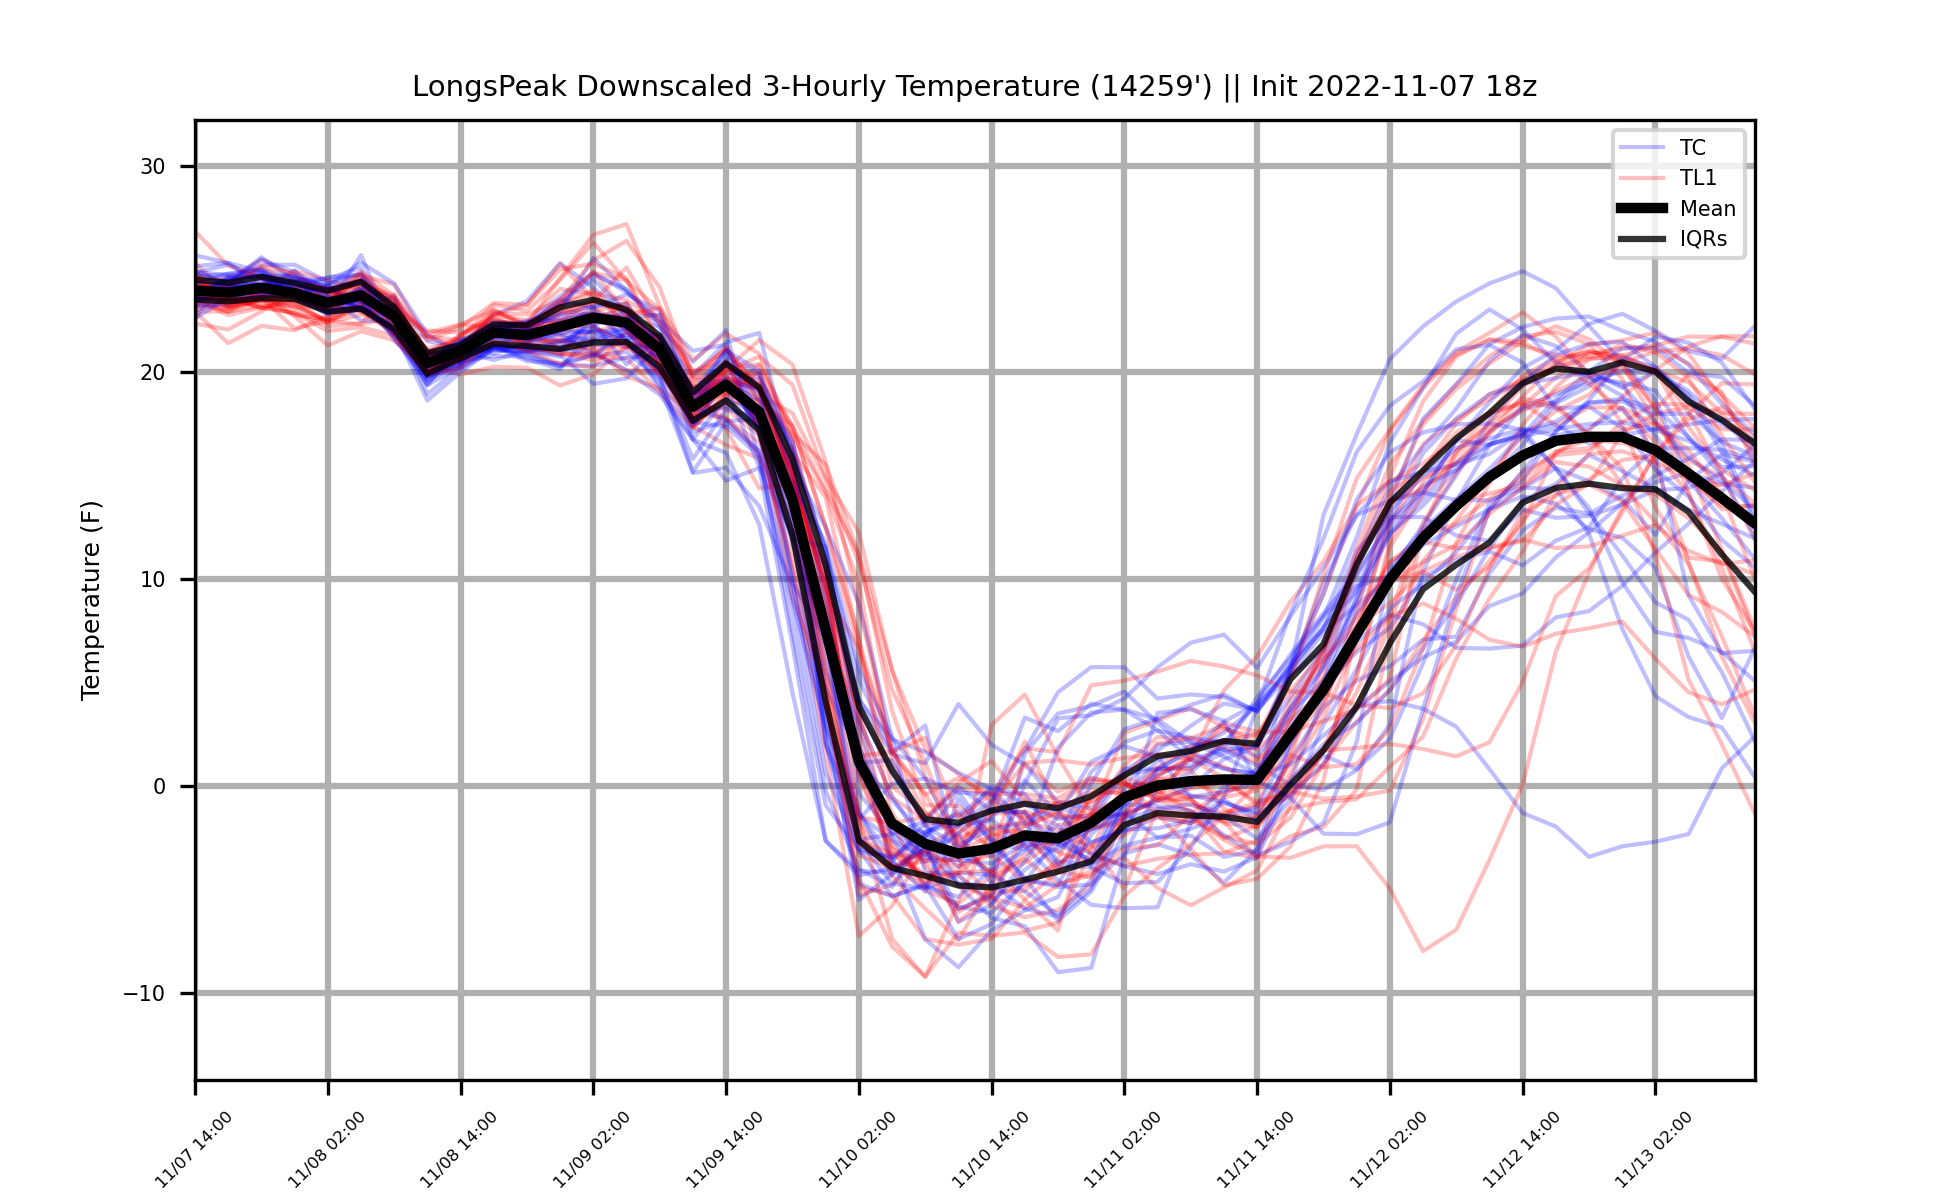 LongsPeak Downscaled 3-Hourly Temperature (14259') || Init 2022-11-07 18z
TC
TL1
Mean
IQRs
Temperature (F)
30
20
10
0
−10
11/07 14:00
11/08 02:00
11/08 14:00
11/09 02:00
11/09 14:00
11/10 02:00
11/10 14:00
11/11 02:00
11/11 14:00
11/12 02:00
11/12 14:00
11/13 02:00